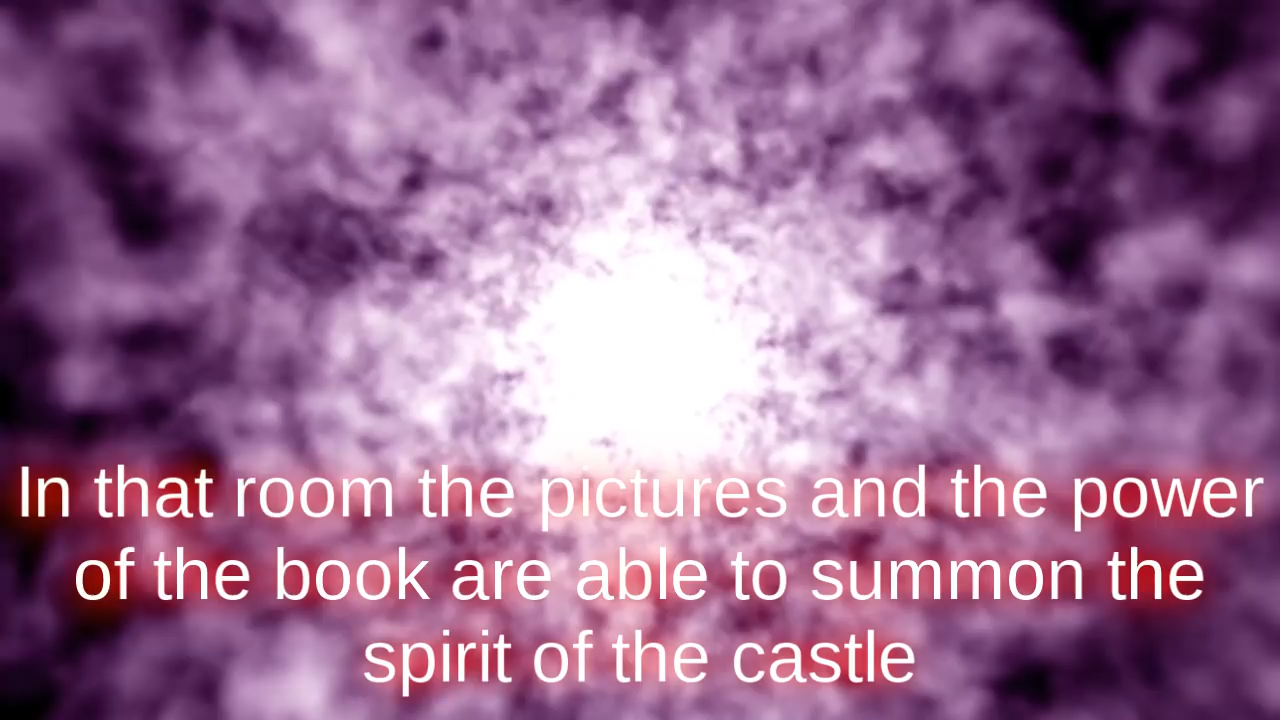 In that room the pictures and the power
of the book are able to summon the
spirit of the castle